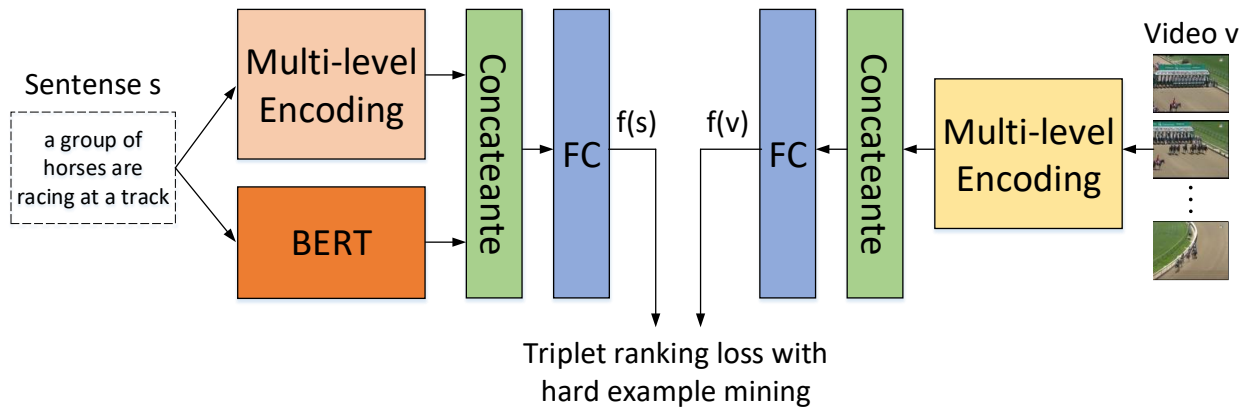 Sentense s
a group of
horses are
racing at a track
Multi-level
Encoding
BERT
Concateante
FC
f(s)
f(v)
FC
Concateante
Multi-level
Encoding
Video v
Triplet ranking loss with
hard example mining